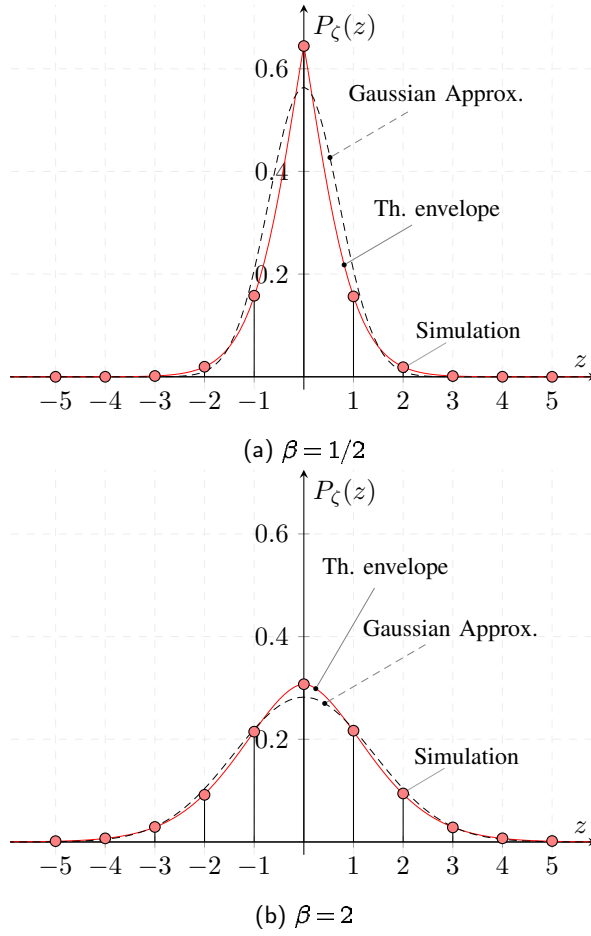 P_ζ(z)
0.6
Gaussian Approx.
0.4
Th. envelope
0.2
Simulation
z
−5 −4 −3 −2 −1 1 2 3 4 5
(a) β = 1/2
P_ζ(z)
0.6
Th. envelope
0.4
Gaussian Approx.
0.2
Simulation
z
−5 −4 −3 −2 −1 1 2 3 4 5
(b) β = 2